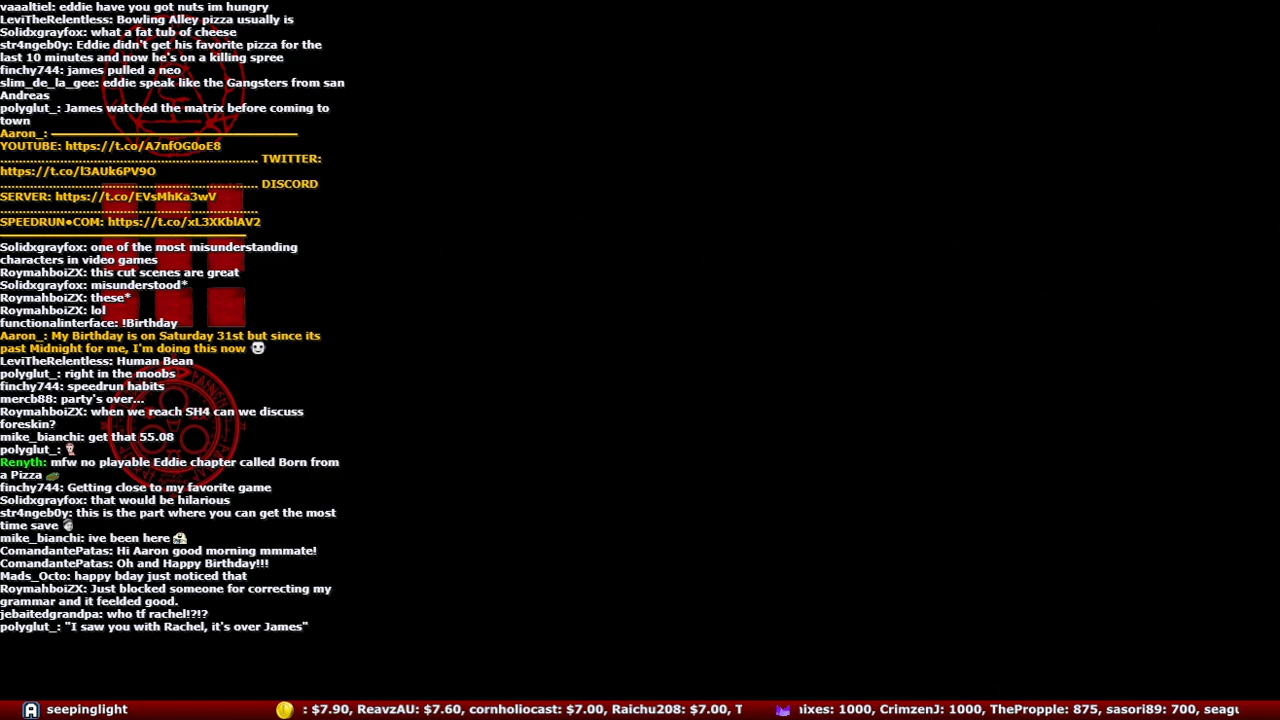 vaaaltiel: eddie have you got nuts im hungry
LeviTheRelentless: Bowling Alley pizza usually is
Solidxgrayfox: what a fat tub of cheese
str4ngeb0y: Eddie didn't get his favorite pizza for the
last 10 minutes and now he's on a killing spree
finchy744: james pulled a neo
slim_de_la_gee: eddie speak like the Gangsters from san
Andreas
polyglut_: James watched the matrix before coming to
town
Aaron_: ━━━━━━━━━━━━━━━━━━━━━━━━━
YOUTUBE: https://t.co/A7nfOG0oE8
................................................................ TWITTER:
https://t.co/l3AUk6PV9O
................................................................ DISCORD
SERVER: https://t.co/EVsMhKa3wV
................................................................
SPEEDRUN●COM: https://t.co/xL3XKblAV2
━━━━━━━━━━━━━━━━━━━━━━━━━
Solidxgrayfox: one of the most misunderstanding
characters in video games
RoymahboiZX: this cut scenes are great
Solidxgrayfox: misunderstood*
RoymahboiZX: these*
RoymahboiZX: lol
functionalinterface: !Birthday
Aaron_: My Birthday is on Saturday 31st but since its
past Midnight for me, I'm doing this now
LeviTheRelentless: Human Bean
polyglut_: right in the moobs
finchy744: speedrun habits
mercb88: party's over...
RoymahboiZX: when we reach SH4 can we discuss
foreskin?
mike_bianchi: get that 55.08
polyglut_:
Renyth: mfw no playable Eddie chapter called Born from
a Pizza
finchy744: Getting close to my favorite game
Solidxgrayfox: that would be hilarious
str4ngeb0y: this is the part where you can get the most
time save
mike_bianchi: ive been here
ComandantePatas: Hi Aaron good morning mmmate!
ComandantePatas: Oh and Happy Birthday!!!
Mads_Octo: happy bday just noticed that
RoymahboiZX: Just blocked someone for correcting my
grammar and it feelded good.
jebaitedgrandpa: who tf rachel!?!?
polyglut_: "I saw you with Rachel, it's over James"
seepinglight : $7.90, ReavzAU: $7.60, cornholiocast: $7.00, Raichu208: $7.00, T ixes: 1000, CrimzenJ: 1000, ThePropple: 875, sasori89: 700, seagu